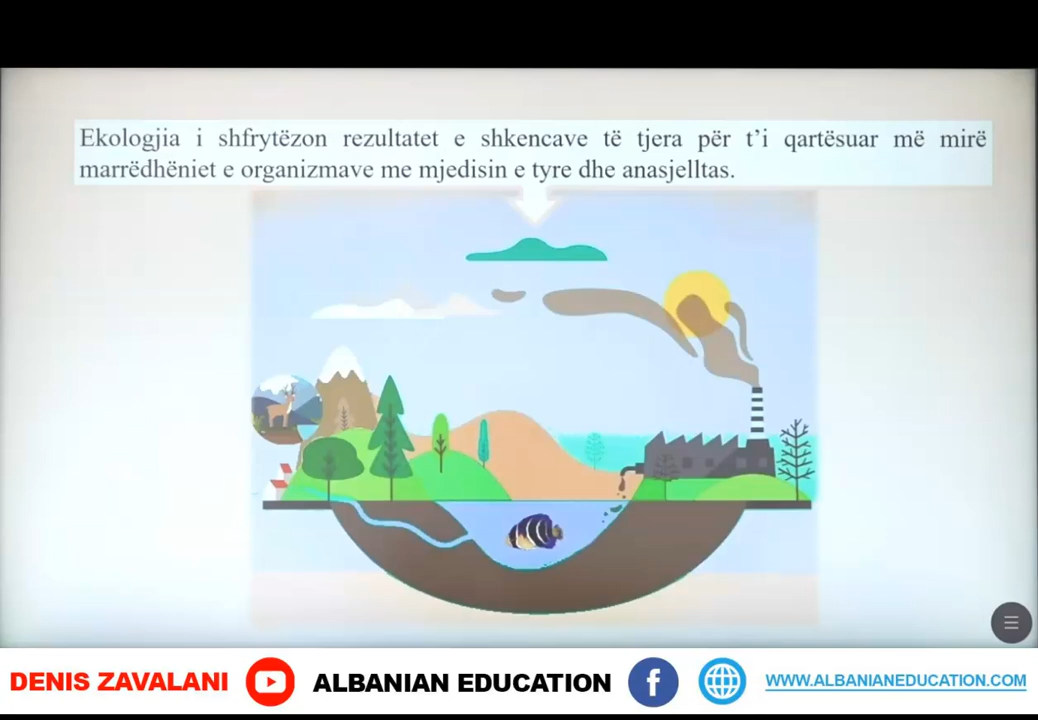 Ekologjia i shfrytëzon rezultatet e shkencave të tjera për t’i qartësuar më mirë
marrëdhëniet e organizmave me mjedisin e tyre dhe anasjelltas.
DENIS ZAVALANI ALBANIAN EDUCATION WWW.ALBANIANEDUCATION.COM